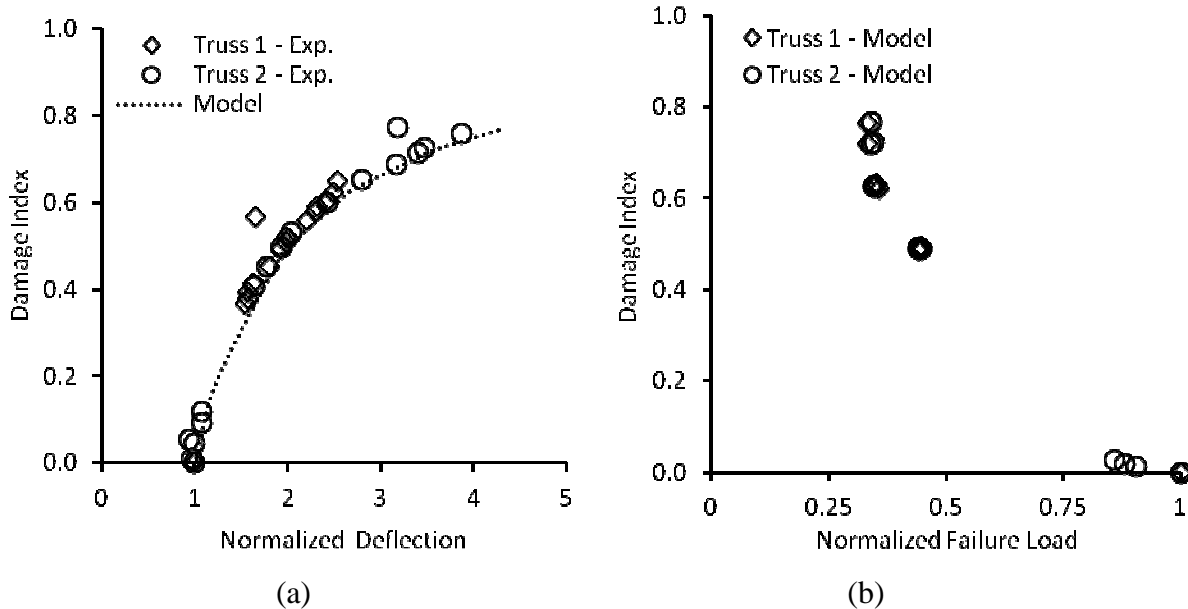 1.0
0.8
0.6
0.4
0.2
0.0
Damage Index
Truss 1 - Exp.
Truss 2 - Exp.
Model
0 1 2 3 4 5
Normalized Deflection
(a)
1.0
0.8
0.6
0.4
0.2
0.0
Damage Index
Truss 1 - Model
Truss 2 - Model
0 0.25 0.5 0.75 1
Normalized Failure Load
(b)